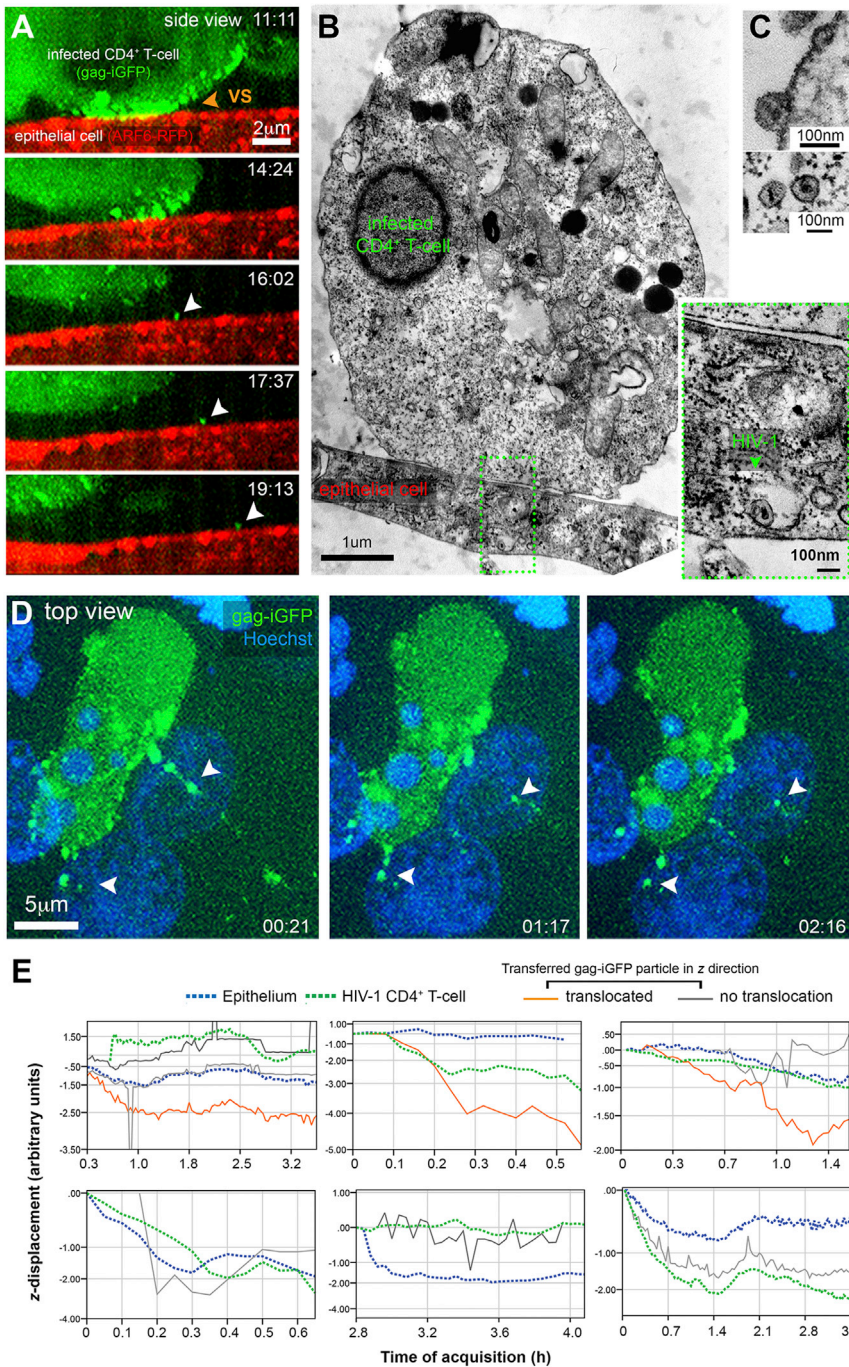 A
side view 11:11
infected CD4⁺ T-cell
(gag-iGFP)
VS
epithelial cell (ARF6-RFP)
2μm
14:24
16:02
17:37
19:13
B
infected
CD4⁺ T-cell
epithelial cell
1um
HIV-1
100nm
C
100nm
100nm
D top view
gag-iGFP
Hoechst
5μm
00:21
01:17
02:16
E
Transferred gag-iGFP particle in z direction
Epithelium
HIV-1 CD4⁺ T-cell
translocated
no translocation
z-displacement (arbitrary units)
1.50
.50
-.50
-1.50
-2.50
-3.50
0.3 1.0 1.8 2.5 3.2
1.00
.00
-1.00
-2.00
-3.00
-4.00
-5.00
0 0.1 0.2 0.3 0.4 0.5
.50
.00
-.50
-1.00
-1.50
-2.00
0 0.3 0.7 1.0 1.4
.00
-1.00
-2.00
-4.00
0 0.1 0.2 0.3 0.4 0.5 0.6
1.00
.00
-1.00
-2.00
-4.00
2.8 3.2 3.6 4.0
.00
-1.00
-2.00
0 0.7 1.4 2.1 2.8
Time of acquisition (h)